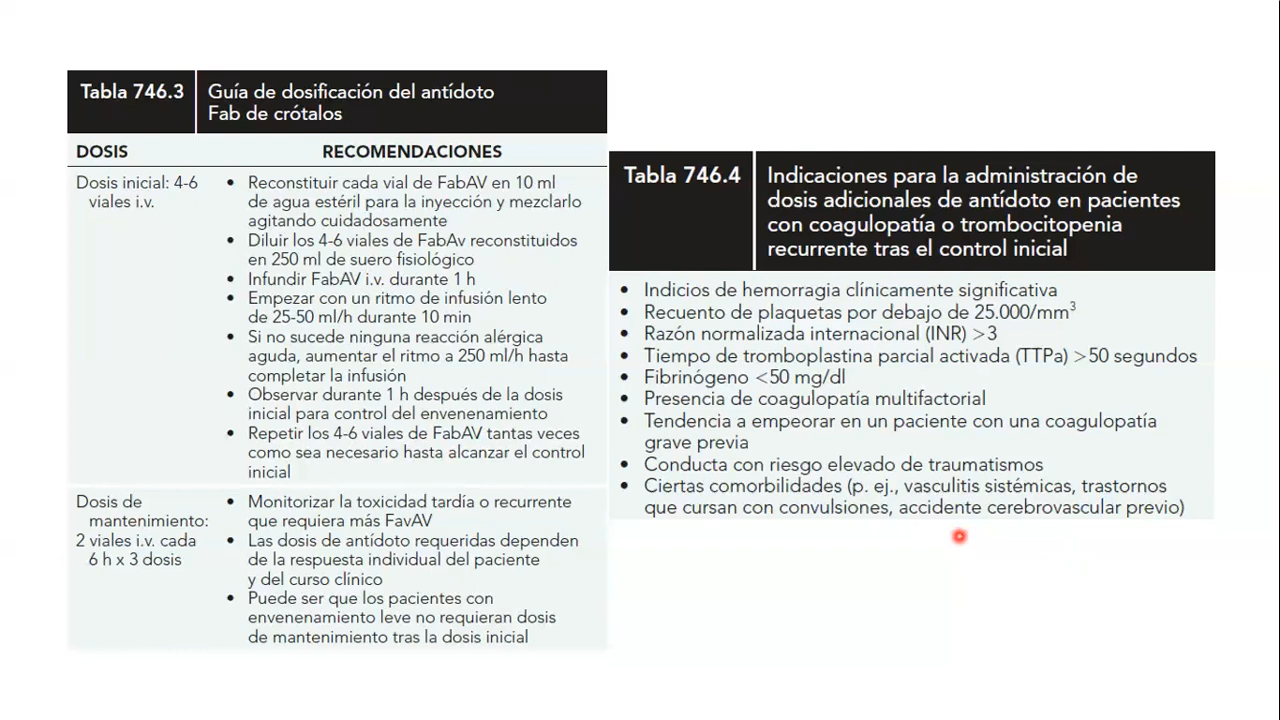 Tabla 746.3
Guía de dosificación del antídoto
Fab de crótalos
DOSIS
RECOMENDACIONES
Dosis inicial: 4-6
viales i.v.
• Reconstituir cada vial de FabAV en 10 ml
de agua estéril para la inyección y mezclarlo
agitando cuidadosamente
• Diluir los 4-6 viales de FabAv reconstituidos
en 250 ml de suero fisiológico
• Infundir FabAV i.v. durante 1 h
• Empezar con un ritmo de infusión lento
de 25-50 ml/h durante 10 min
• Si no sucede ninguna reacción alérgica
aguda, aumentar el ritmo a 250 ml/h hasta
completar la infusión
• Observar durante 1 h después de la dosis
inicial para control del envenenamiento
• Repetir los 4-6 viales de FabAV tantas veces
como sea necesario hasta alcanzar el control
inicial
Dosis de
mantenimiento:
2 viales i.v. cada
6 h x 3 dosis
• Monitorizar la toxicidad tardía o recurrente
que requiera más FavAV
• Las dosis de antídoto requeridas dependen
de la respuesta individual del paciente
y del curso clínico
• Puede ser que los pacientes con
envenenamiento leve no requieran dosis
de mantenimiento tras la dosis inicial
Tabla 746.4
Indicaciones para la administración de
dosis adicionales de antídoto en pacientes
con coagulopatía o trombocitopenia
recurrente tras el control inicial
• Indicios de hemorragia clínicamente significativa
• Recuento de plaquetas por debajo de 25.000/mm³
• Razón normalizada internacional (INR) >3
• Tiempo de tromboplastina parcial activada (TTPa) >50 segundos
• Fibrinógeno <50 mg/dl
• Presencia de coagulopatía multifactorial
• Tendencia a empeorar en un paciente con una coagulopatía
grave previa
• Conducta con riesgo elevado de traumatismos
• Ciertas comorbilidades (p. ej., vasculitis sistémicas, trastornos
que cursan con convulsiones, accidente cerebrovascular previo)